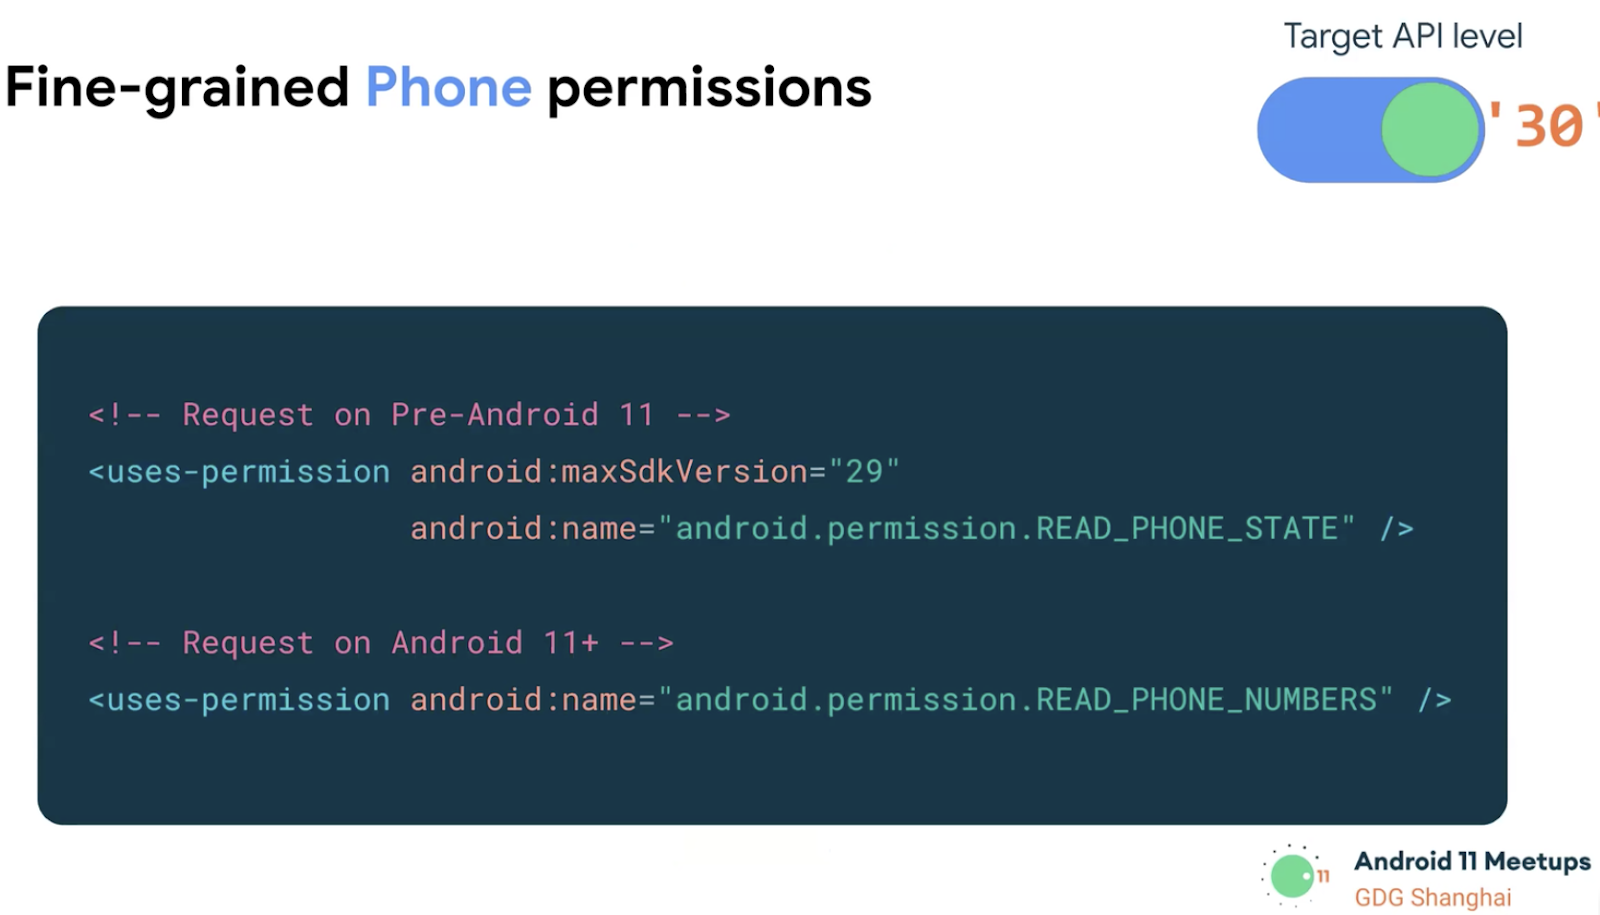 Target API level
Fine-grained Phone permissions
'30'
<!-- Request on Pre-Android 11 -->
<uses-permission android:maxSdkVersion="29"
android:name="android.permission.READ_PHONE_STATE" />
<!-- Request on Android 11+ -->
<uses-permission android:name="android.permission.READ_PHONE_NUMBERS" />
11
Android 11 Meetups
GDG Shanghai